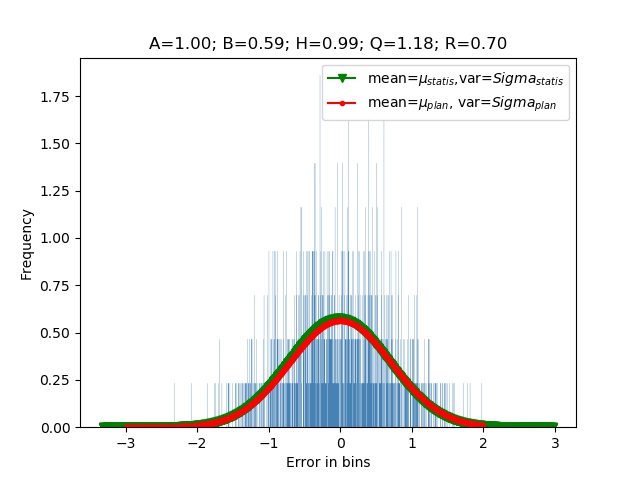 A=1.00; B=0.59; H=0.99; Q=1.18; R=0.70
mean=μstatis,var=Sigmastatis
mean=μplan, var=Sigmaplan
1.75
1.50
1.25
1.00
0.75
0.50
0.25
0.00
Frequency
−3 −2 −1 0 1 2 3
Error in bins